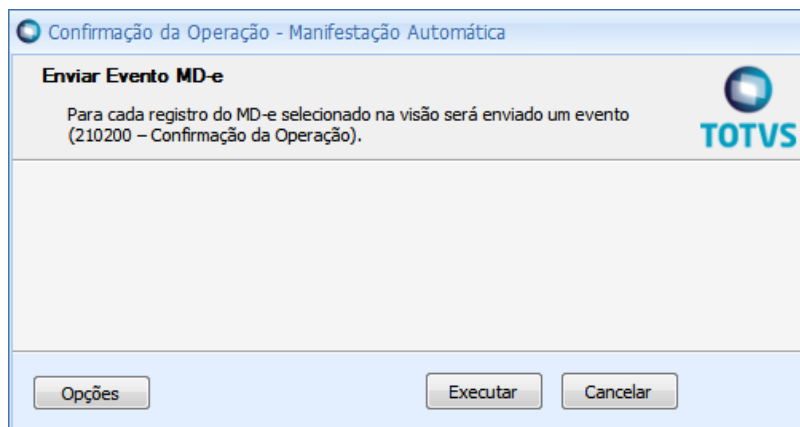 Confirmação da Operação - Manifestação Automática
Enviar Evento MD-e
Para cada registro do MD-e selecionado na visão será enviado um evento
(210200 – Confirmação da Operação).
TOTVS
Opções
Executar
Cancelar